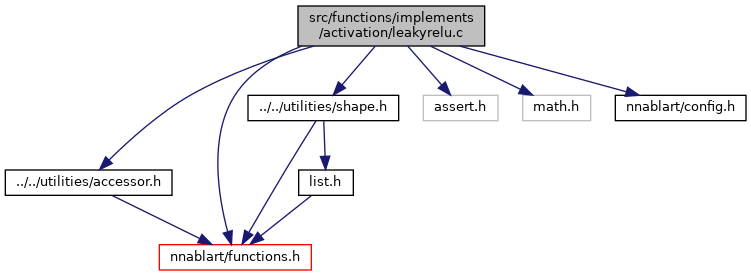 src/functions/implements
/activation/leakyrelu.c
../../utilities/shape.h
assert.h
math.h
nnablart/config.h
../../utilities/accessor.h
list.h
nnablart/functions.h